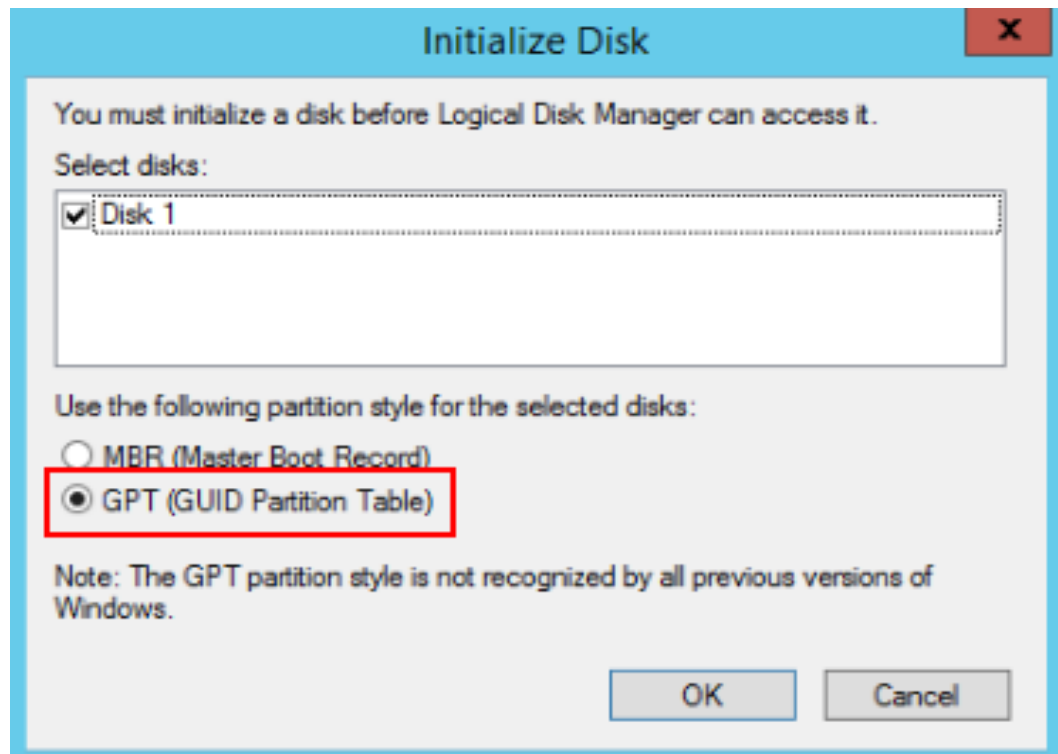 Initialize Disk
x
You must initialize a disk before Logical Disk Manager can access it.
Select disks:
Disk 1
Use the following partition style for the selected disks:
MBR (Master Boot Record)
GPT (GUID Partition Table)
Note: The GPT partition style is not recognized by all previous versions of
Windows.
OK Cancel